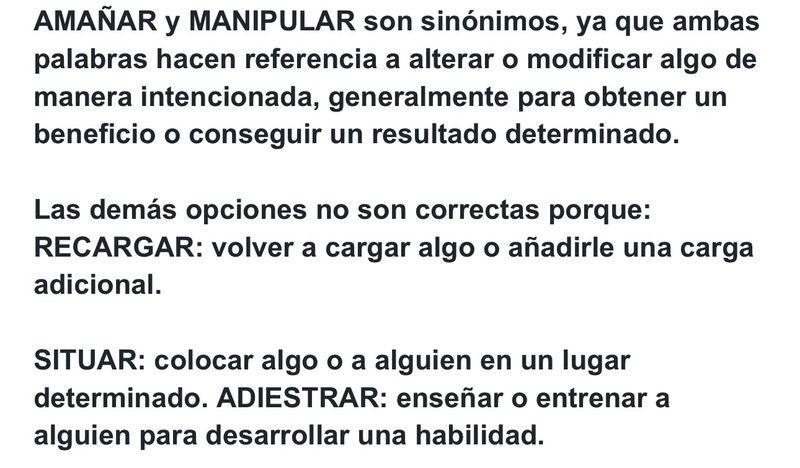 AMAÑAR y MANIPULAR son sinónimos, ya que ambas
palabras hacen referencia a alterar o modificar algo de
manera intencionada, generalmente para obtener un
beneficio o conseguir un resultado determinado.
Las demás opciones no son correctas porque:
RECARGAR: volver a cargar algo o añadirle una carga
adicional.
SITUAR: colocar algo o a alguien en un lugar
determinado. ADIESTRAR: enseñar o entrenar a
alguien para desarrollar una habilidad.